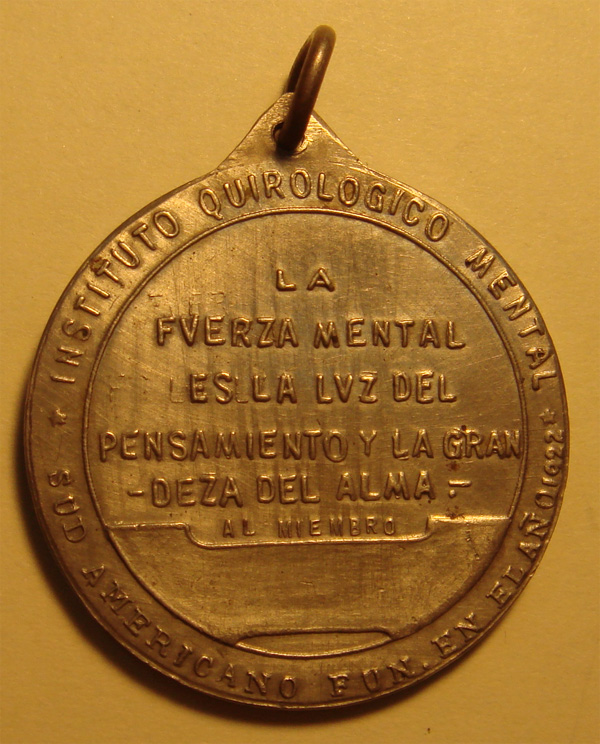 INSTITUTO QUIROLOGICO MENTAL
SUD AMERICANO FUN. EN EL AÑO 1922
LA
FVERZA MENTAL
ES LA LVZ DEL
PENSAMIENTO Y LA GRAN
-DEZA DEL ALMA.-
AL MIEMBRO